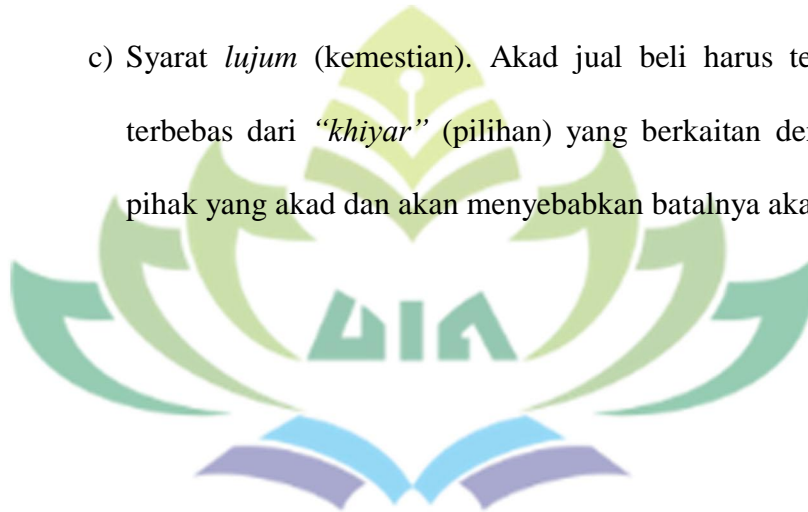 c) Syarat lujum (kemestian). Akad jual beli harus
terbebas dari “khiyar” (pilihan) yang berkaitan
pihak yang akad dan akan menyebabkan batalnya
UIN